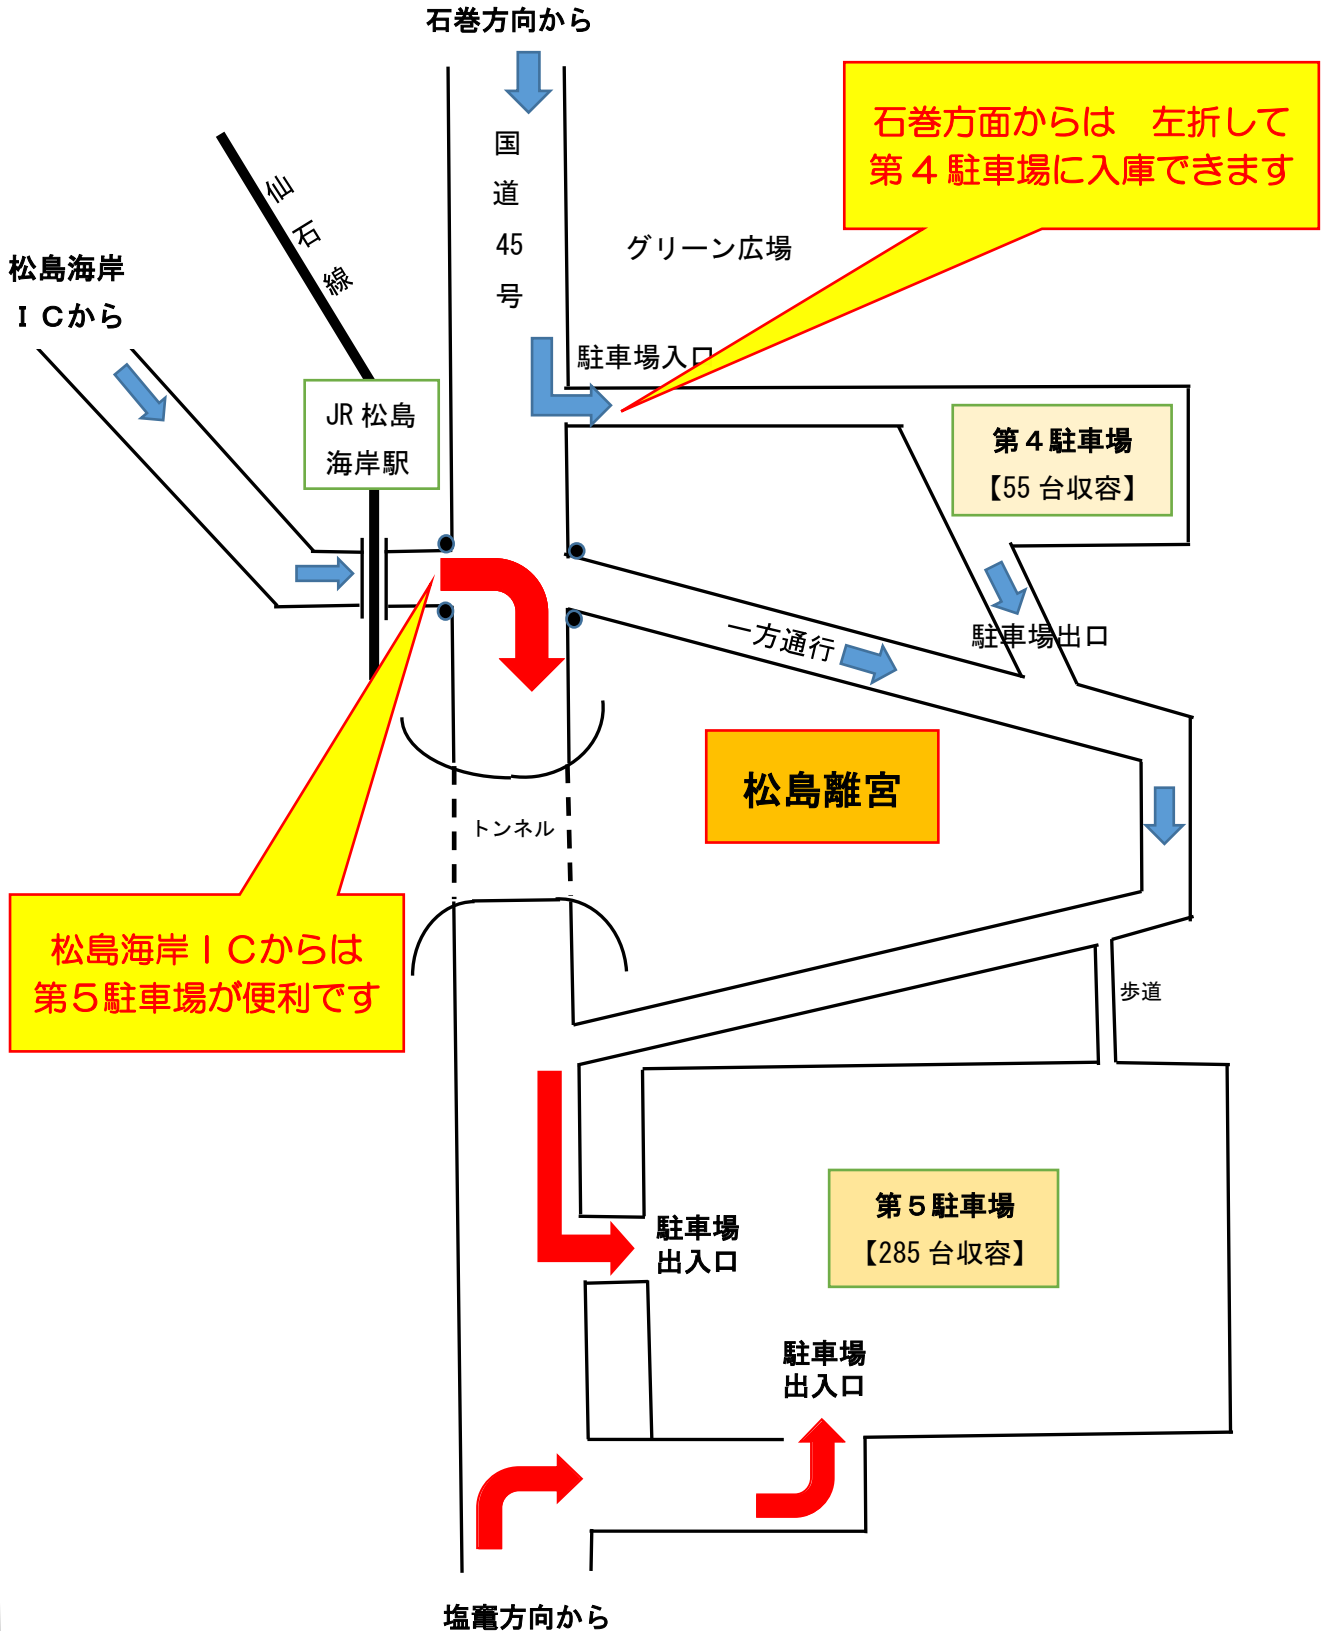 石巻方向から
石巻方面からは　左折して
第4駐車場に入庫できます
国
道
45
号
仙
石
線
グリーン広場
松島海岸
ＩＣから
駐車場入口
JR 松島
海岸駅
第４駐車場
【55 台収容】
一方通行
駐車場出口
松島離宮
トンネル
松島海岸ＩＣからは
第5駐車場が便利です
歩道
第５駐車場
【285 台収容】
駐車場
出入口
駐車場
出入口
塩竈方向から